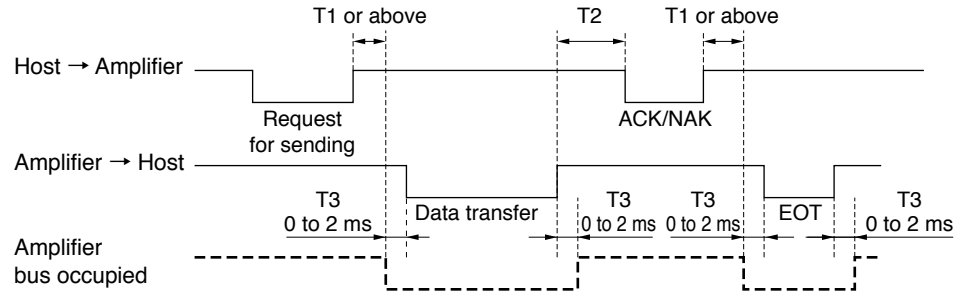 T1 or above
T2
T1 or above
Host → Amplifier
Request
for sending
ACK/NAK
Amplifier → Host
Data transfer
EOT
T3
0 to 2 ms
T3
0 to 2 ms
T3
0 to 2 ms
T3
0 to 2 ms
Amplifier
bus occupied